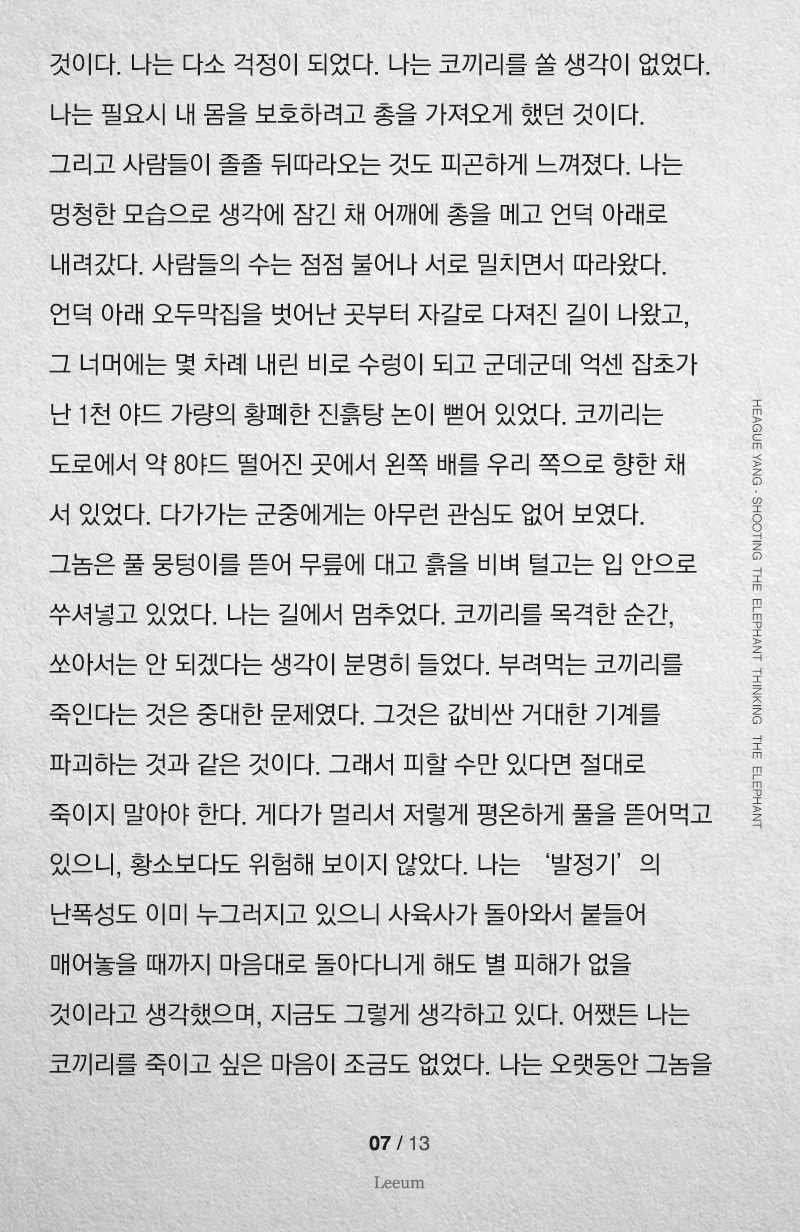 것이다. 나는 다소 걱정이 되었다. 나는 코끼리를 쏠 생각이 없었다.
나는 필요시 내 몸을 보호하려고 총을 가져오게 했던 것이다.
그리고 사람들이 졸졸 뒤따라오는 것도 피곤하게 느껴졌다. 나는
멍청한 모습으로 생각에 잠긴 채 어깨에 총을 메고 언덕 아래로
내려갔다. 사람들의 수는 점점 불어나 서로 밀치면서 따라왔다.
언덕 아래 오두막집을 벗어난 곳부터 자갈로 다져진 길이 나왔고,
그 너머에는 몇 차례 내린 비로 수렁이 되고 군데군데 억센 잡초가
난 1천 야드 가량의 황폐한 진흙탕 논이 뻗어 있었다. 코끼리는
도로에서 약 8야드 떨어진 곳에서 왼쪽 배를 우리 쪽으로 향한 채
서 있었다. 다가가는 군중에게는 아무런 관심도 없어 보였다.
그놈은 풀 뭉텅이를 뜯어 무릎에 대고 흙을 비벼 털고는 입 안으로
쑤셔넣고 있었다. 나는 길에서 멈추었다. 코끼리를 목격한 순간,
쏘아서는 안 되겠다는 생각이 분명히 들었다. 부려먹는 코끼리를
죽인다는 것은 중대한 문제였다. 그것은 값비싼 거대한 기계를
파괴하는 것과 같은 것이다. 그래서 피할 수만 있다면 절대로
죽이지 말아야 한다. 게다가 멀리서 저렇게 평온하게 풀을 뜯어먹고
있으니, 황소보다도 위험해 보이지 않았다. 나는 ‘발정기’의
난폭성도 이미 누그러지고 있으니 사육사가 돌아와서 붙들어
매어놓을 때까지 마음대로 돌아다니게 해도 별 피해가 없을
것이라고 생각했으며, 지금도 그렇게 생각하고 있다. 어쨌든 나는
코끼리를 죽이고 싶은 마음이 조금도 없었다. 나는 오랫동안 그놈을
HEAGUE YANG - SHOOTING THE ELEPHANT THINKING THE ELEPHANT
07 / 13
Leeum